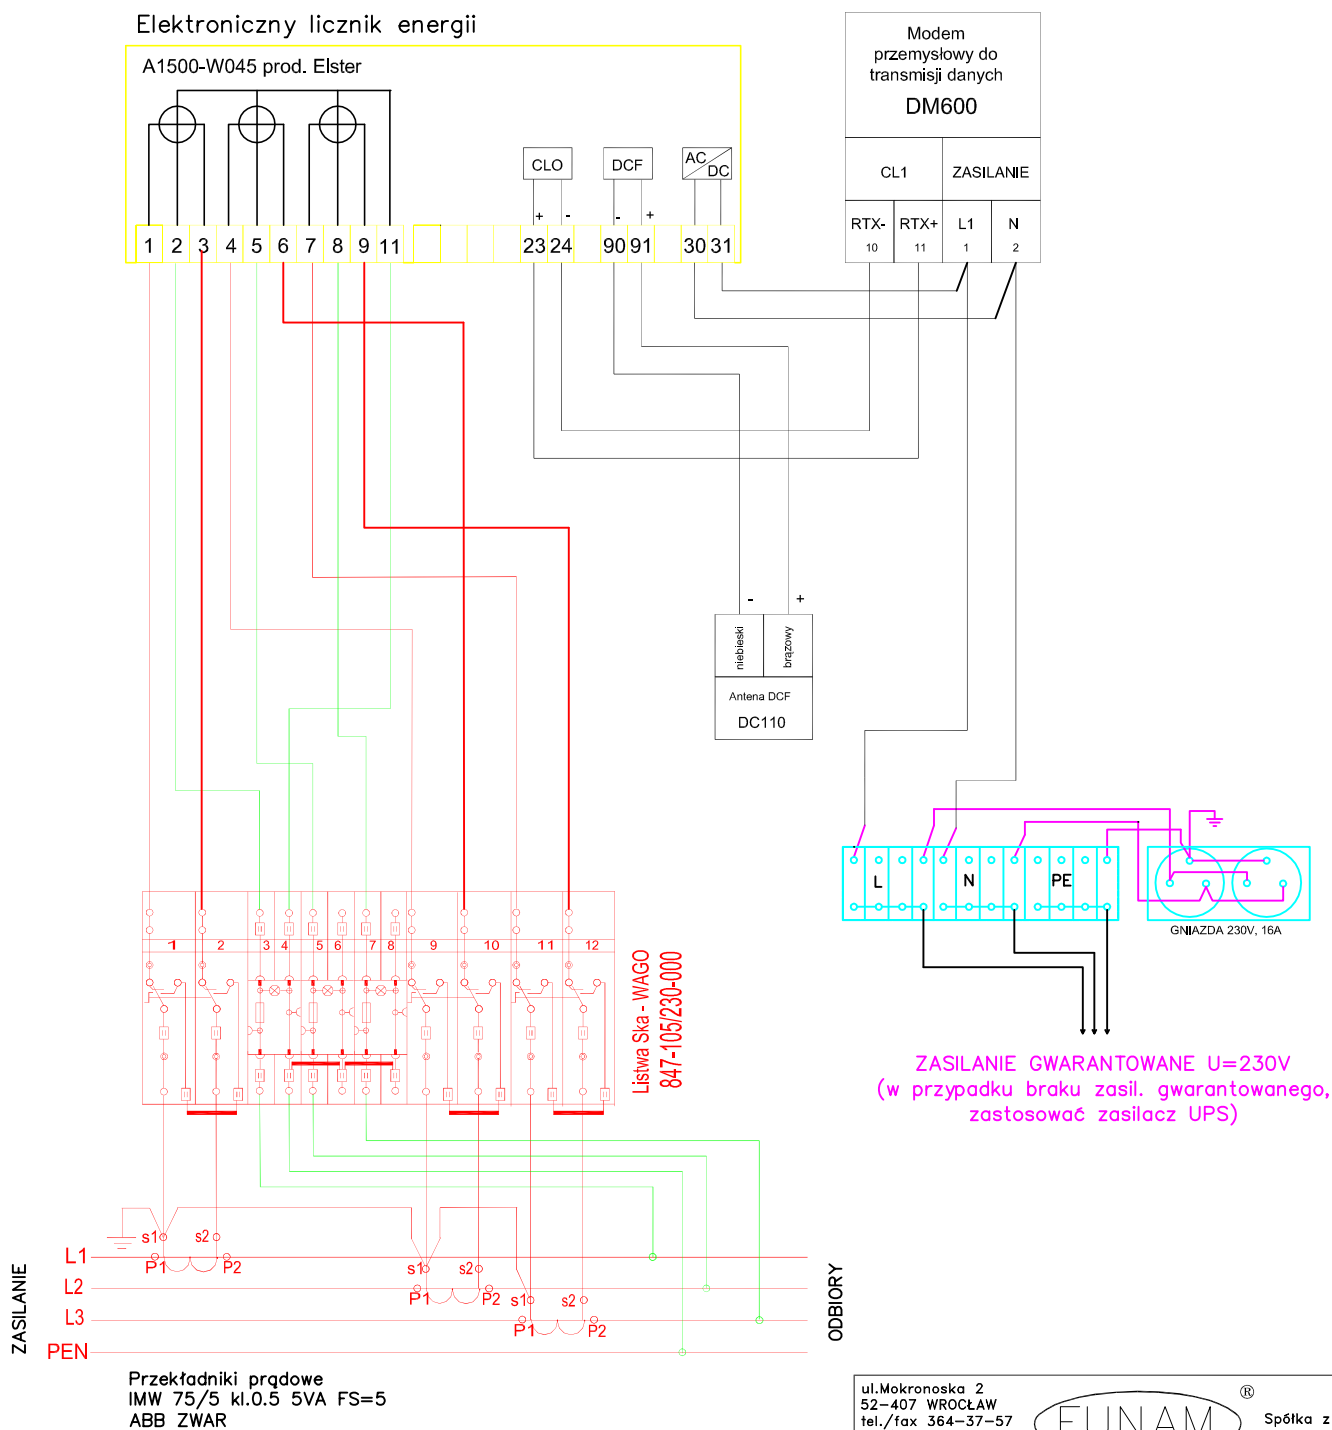 Elektroniczny licznik energii
A1500-W045 prod. Elster
CLO
DCF
AC
DC
+
-
-
+
1 2 3 4 5 6 7 8 9 11
23 24
90 91
30 31
Modem
przemysłowy do
transmisji danych
DM600
CL1
ZASILANIE
RTX-
RTX+
L1
N
10
11
1
2
-
+
niebieski
brązowy
Antena DCF
DC110
L
N
PE
GNIAZDA 230V, 16A
ZASILANIE GWARANTOWANE U=230V
(w przypadku braku zasil. gwarantowanego,
zastosować zasilacz UPS)
1 2 3 4 5 6 7 8 9 10 11 12
Listwa Ska - WAGO
847-105/230-000
s1
s2
L1
P1
P2
s1
s2
L2
P1
P2
s1
s2
L3
P1
P2
PEN
ZASILANIE
ODBIORY
Przekładniki prądowe
IMW 75/5 kl.0.5 5VA FS=5
ABB ZWAR
ul.Mokronoska 2
52-407 WROCŁAW
tel./fax 364-37-57
®
Spółka z